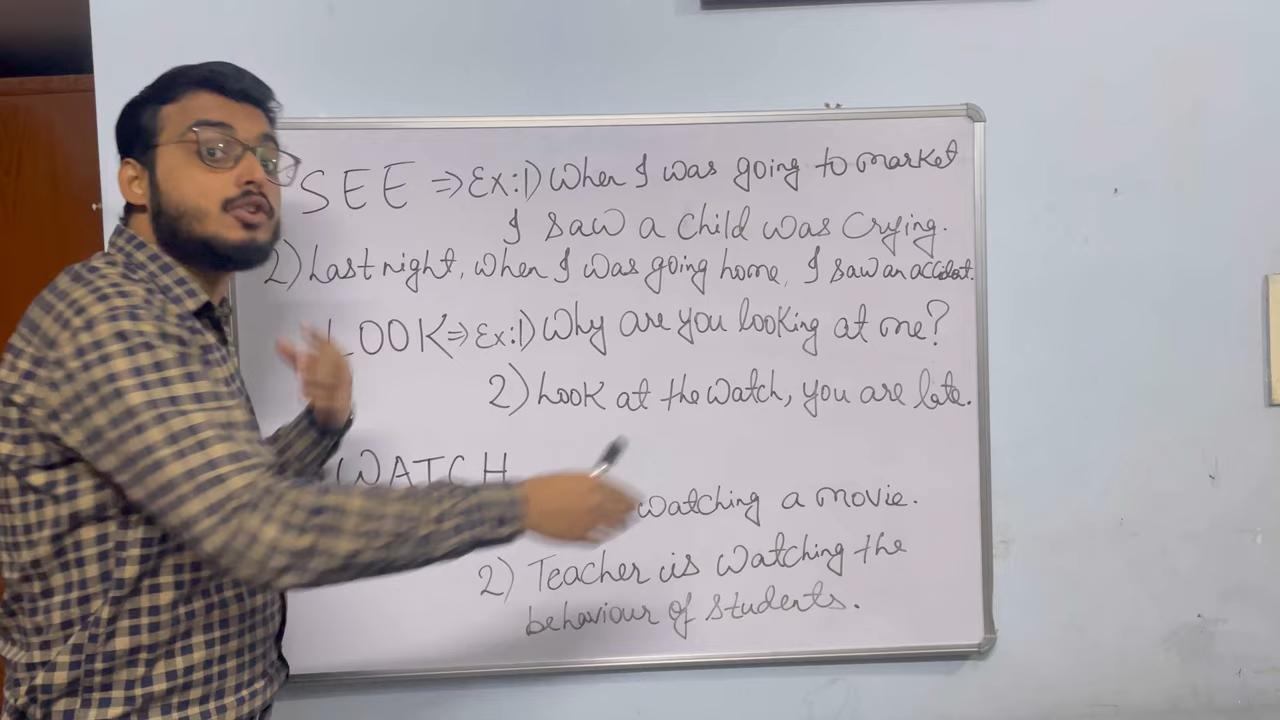 SEE ⇒ Ex:1) When I was going to market
I saw a child was crying.
2) Last night, when I was going home, I saw an accident.
LOOK ⇒ Ex:1) Why are you looking at me?
2) Look at the watch, you are late.
WATCH
watching a movie.
2) Teacher is watching the
behaviour of students.